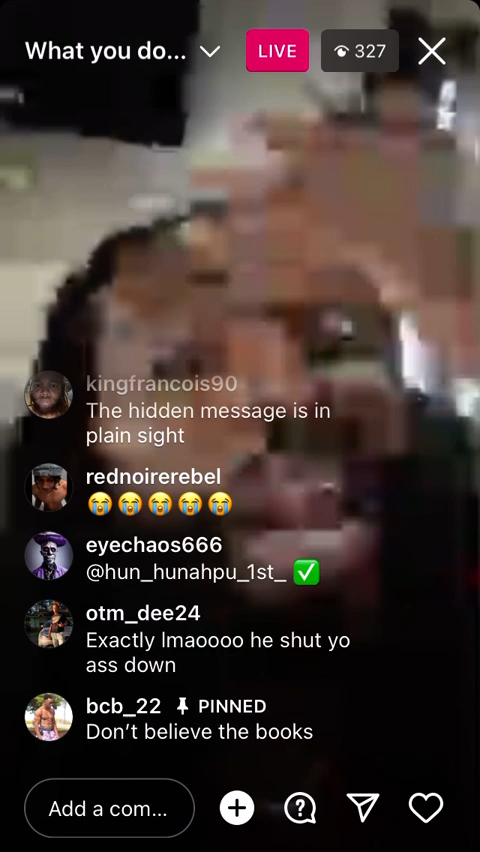 What you do...
LIVE
327
kingfrancois90
The hidden message is in
plain sight
rednoirerebel
😭😭😭😭😭
eyechaos666
@hun_hunahpu_1st_ ✅
otm_dee24
Exactly lmaoooo he shut yo
ass down
bcb_22 PINNED
Don’t believe the books
Add a com...